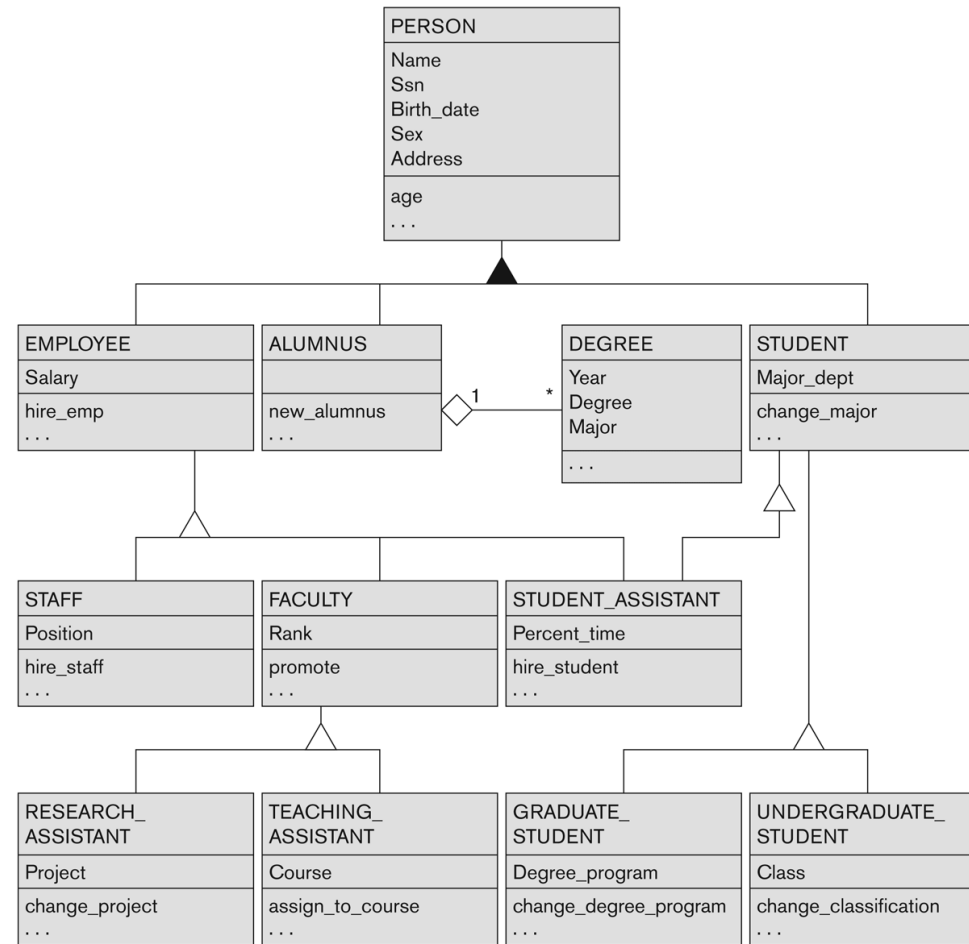 PERSON
Name
Ssn
Birth_date
Sex
Address
age
. . .
EMPLOYEE
Salary
hire_emp
. . .
ALUMNUS
new_alumnus
. . .
1
*
DEGREE
Year
Degree
Major
. . .
STUDENT
Major_dept
change_major
. . .
STAFF
Position
hire_staff
. . .
FACULTY
Rank
promote
. . .
STUDENT_ASSISTANT
Percent_time
hire_student
. . .
RESEARCH_
ASSISTANT
Project
change_project
. . .
TEACHING_
ASSISTANT
Course
assign_to_course
. . .
GRADUATE_
STUDENT
Degree_program
change_degree_program
. . .
UNDERGRADUATE_
STUDENT
Class
change_classification
. . .